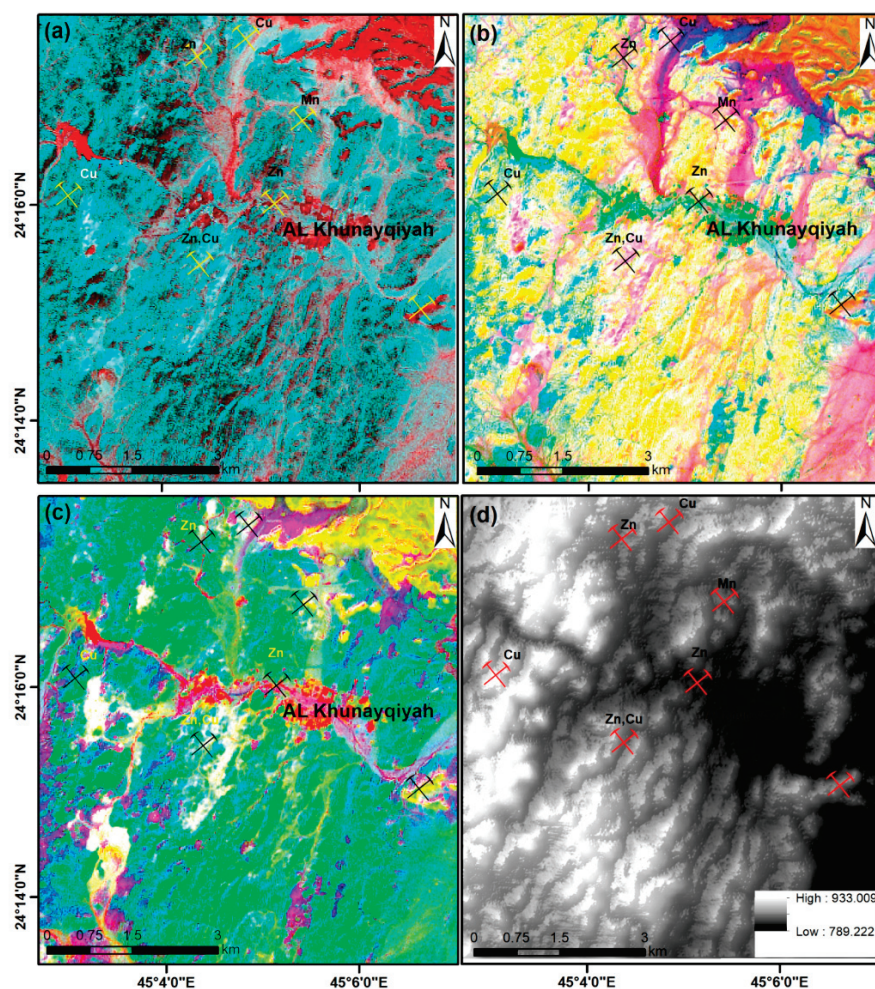 (a)
N
Cu
Zn
Mn
Cu
Zn
AL Khunayqiyah
Zn,Cu
24°16'0"N
24°14'0"N
0 0.75 1.5 3
km
(b)
N
Cu
Zn
Mn
Cu
Zn
AL Khunayqiyah
Zn,Cu
0 0.75 1.5 3
km
(c)
N
Zn
Cu
Zn
AL Khunayqiyah
Zn,Cu
24°16'0"N
24°14'0"N
0 0.75 1.5 3
km
45°4'0"E 45°6'0"E
(d)
N
Cu
Zn
Mn
Cu
Zn
Zn,Cu
High : 933.009
Low : 789.222
0 0.75 1.5 3
km
45°4'0"E 45°6'0"E